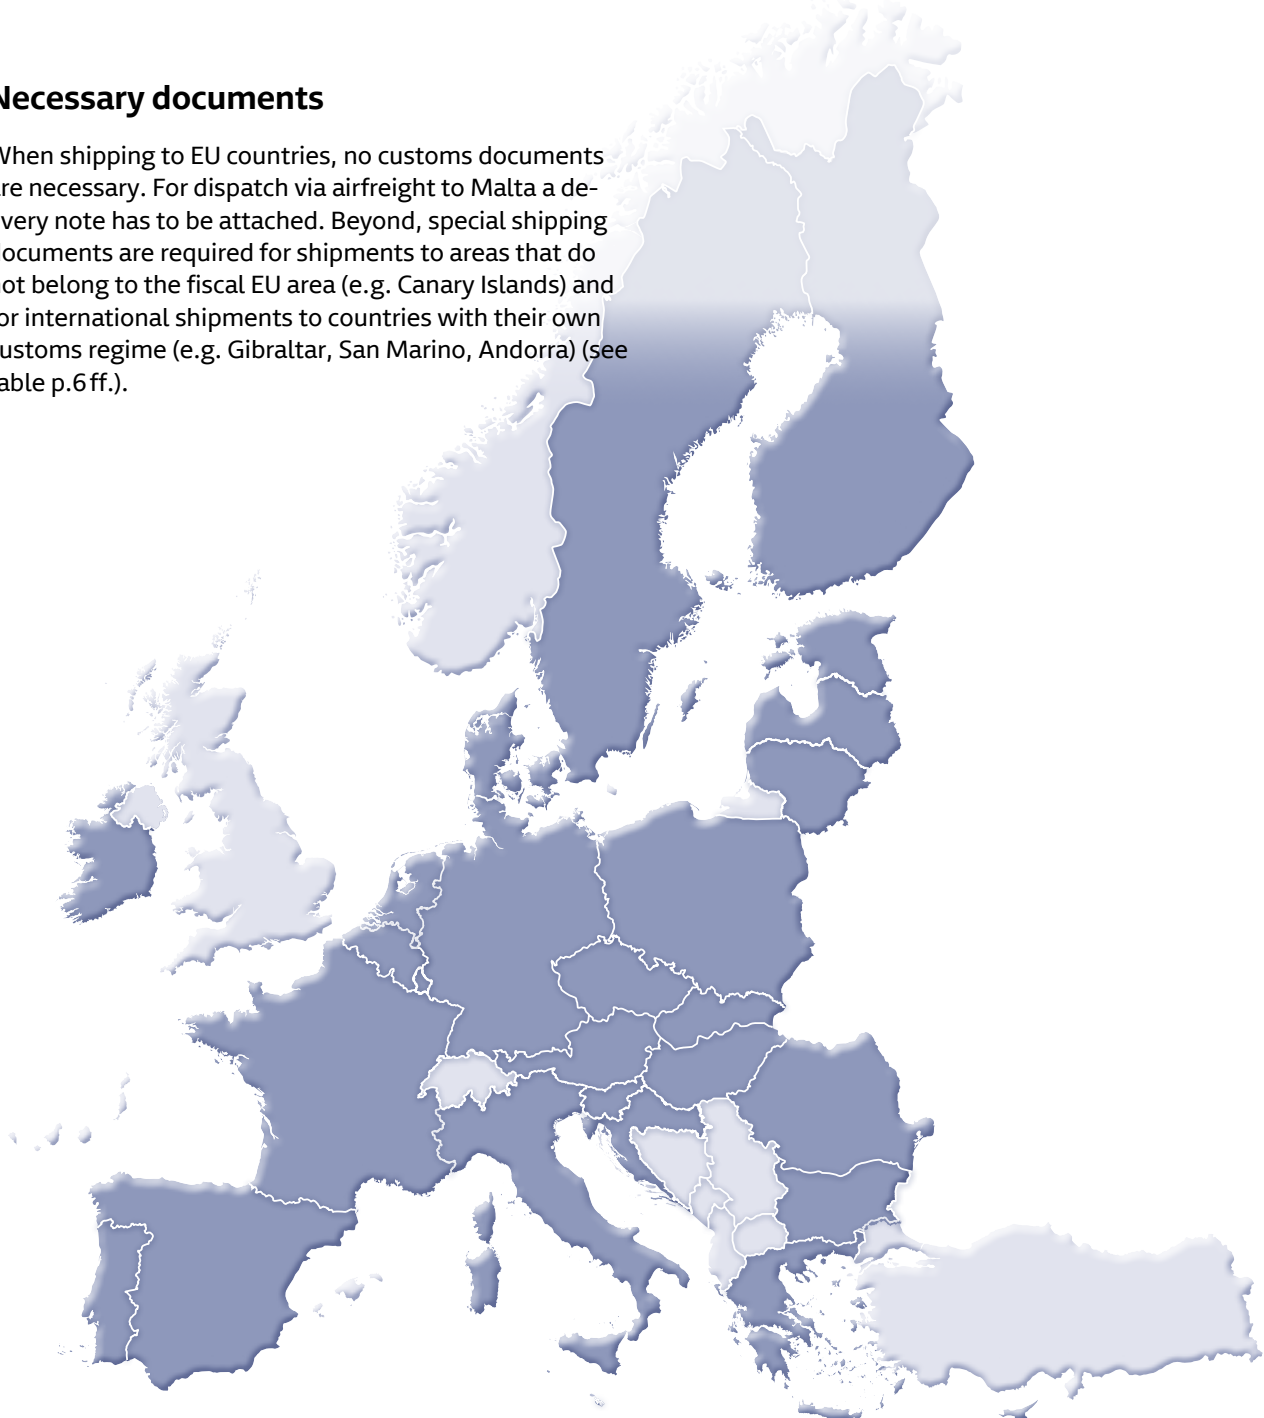 Necessary documents
When shipping to EU countries, no customs documents
re necessary. For dispatch via airfreight to Malta a de-
very note has to be attached. Beyond, special shipping
documents are required for shipments to areas that do
ot belong to the fiscal EU area (e.g. Canary Islands) and
or international shipments to countries with their own
ustoms regime (e.g. Gibraltar, San Marino, Andorra) (see
able p.6 ff.).